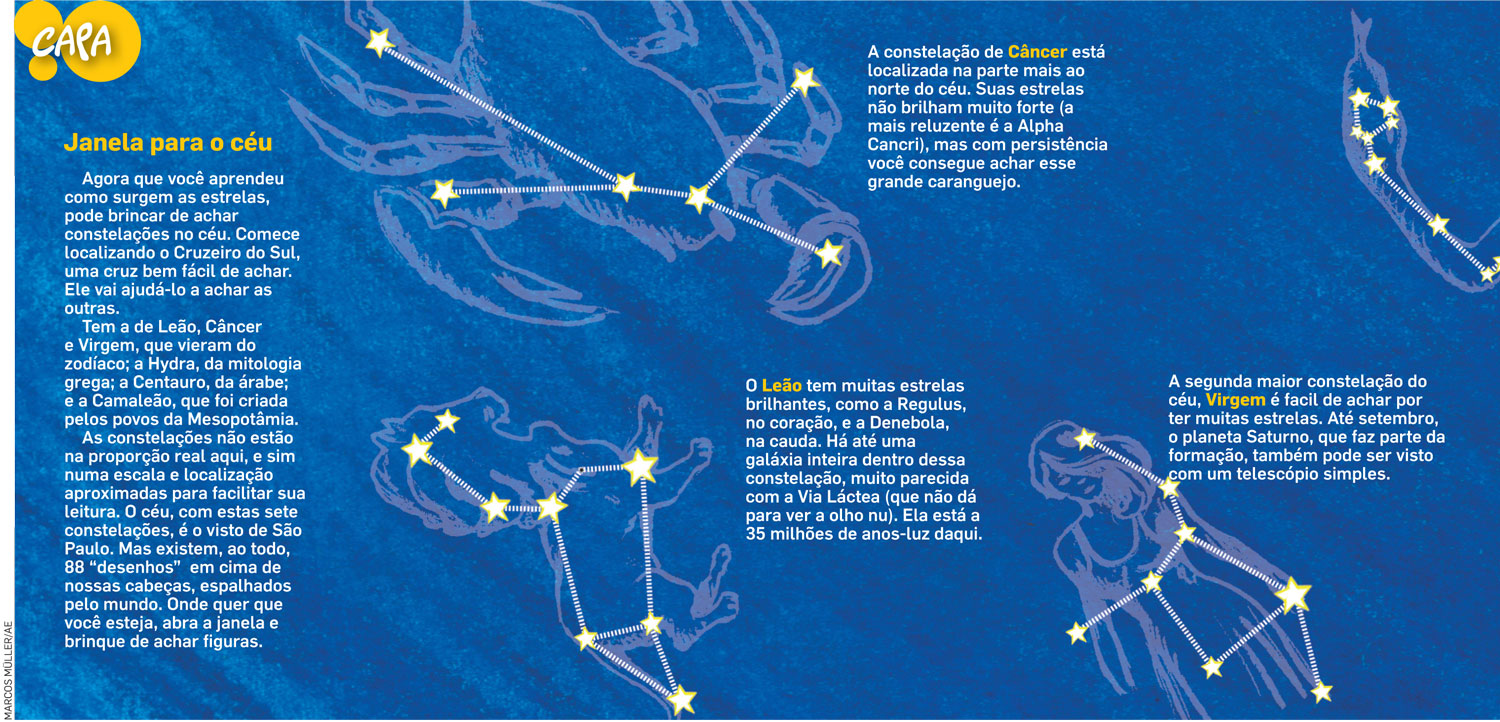 CAPA
Janela para o céu
Agora que você aprendeu
como surgem as estrelas,
pode brincar de achar
constelações no céu. Comece
localizando o Cruzeiro do Sul,
uma cruz bem fácil de achar.
Ele vai ajudá-lo a achar as
outras.
Tem a de Leão, Câncer
e Virgem, que vieram do
zodíaco; a Hydra, da mitologia
grega; a Centauro, da árabe;
e a Camaleão, que foi criada
pelos povos da Mesopotâmia.
As constelações não estão
na proporção real aqui, e sim
numa escala e localização
aproximadas para facilitar sua
leitura. O céu, com estas sete
constelações, é o visto de São
Paulo. Mas existem, ao todo,
88 “desenhos” em cima de
nossas cabeças, espalhados
pelo mundo. Onde quer que
você esteja, abra a janela e
brinque de achar figuras.
A constelação de Câncer está
localizada na parte mais ao
norte do céu. Suas estrelas
não brilham muito forte (a
mais reluzente é a Alpha
Cancri), mas com persistência
você consegue achar esse
grande caranguejo.
O Leão tem muitas estrelas
brilhantes, como a Regulus,
no coração, e a Denebola,
na cauda. Há até uma
galáxia inteira dentro dessa
constelação, muito parecida
com a Via Láctea (que não dá
para ver a olho nu). Ela está a
35 milhões de anos-luz daqui.
A segunda maior constelação do
céu, Virgem é facil de achar por
ter muitas estrelas. Até setembro,
o planeta Saturno, que faz parte da
formação, também pode ser visto
com um telescópio simples.
MARCOS MÜLLER/AE